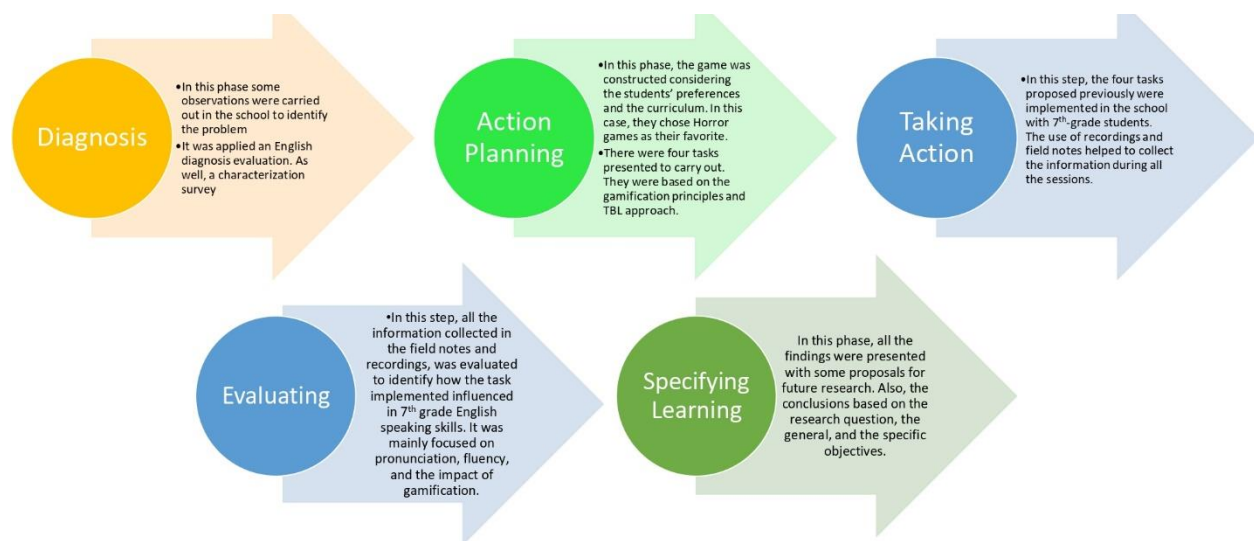 Diagnosis
•In this phase some
observations were carried
out in the school to identify
the problem
•It was applied an English
diagnosis evaluation. As
well, a characterization
survey
Action
Planning
•In this phase, the game was
constructed considering
the students’ preferences
and the curriculum. In this
case, they chose Horror
games as their favorite.
•There were four tasks
presented to carry out.
They were based on the
gamification principles and
TBL approach.
Taking
Action
•In this step, the four tasks
proposed previously were
implemented in the school
with 7th-grade students.
The use of recordings and
field notes helped to collect
the information during all
the sessions.
Evaluating
•In this step, all the
information collected in
the field notes and
recordings, was evaluated
to identify how the task
implemented influenced
in 7th grade English
speaking skills. It was
mainly focused on
pronunciation, fluency,
and the impact of
gamification.
Specifying
Learning
In this phase, all the
findings were presented
with some proposals for
future research. Also, the
conclusions based on the
research question, the
general, and the specific
objectives.